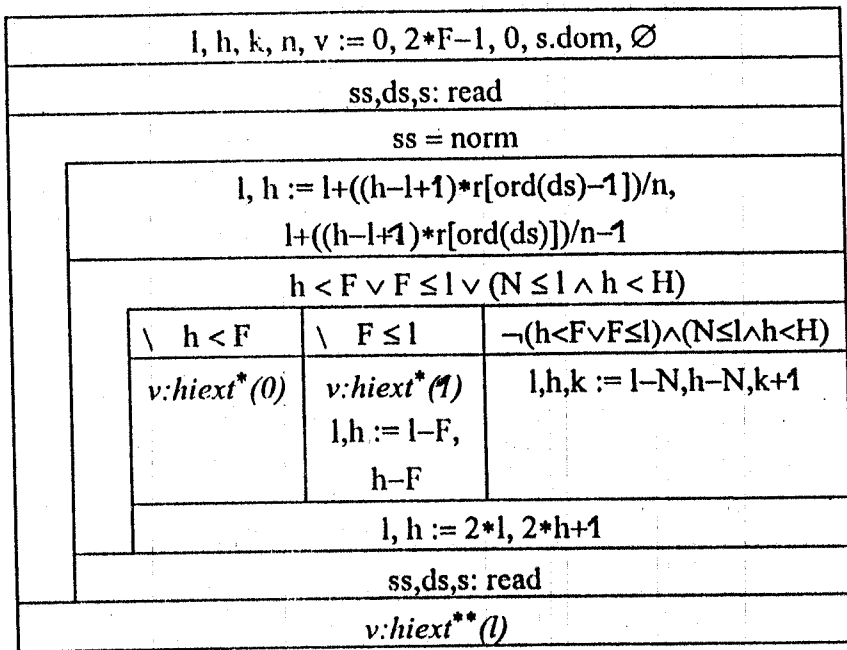 l, h, k, n, v := 0, 2*F–1, 0, s.dom, ∅
ss,ds,s: read
ss = norm
l, h := l+((h–l+1)*r[ord(ds)–1])/n,
l+((h–l+1)*r[ord(ds)])/n–1
h < F ∨ F ≤ l ∨ (N ≤ l ∧ h < H)
\ h < F \ F ≤ l ¬(h<F∨F≤l)∧(N≤l∧h<H)
v:hiext*(0) v:hiext*(1) l,h,k := l–N,h–N,k+1
l,h := l–F,
h–F
l, h := 2*l, 2*h+1
ss,ds,s: read
v:hiext**(l)